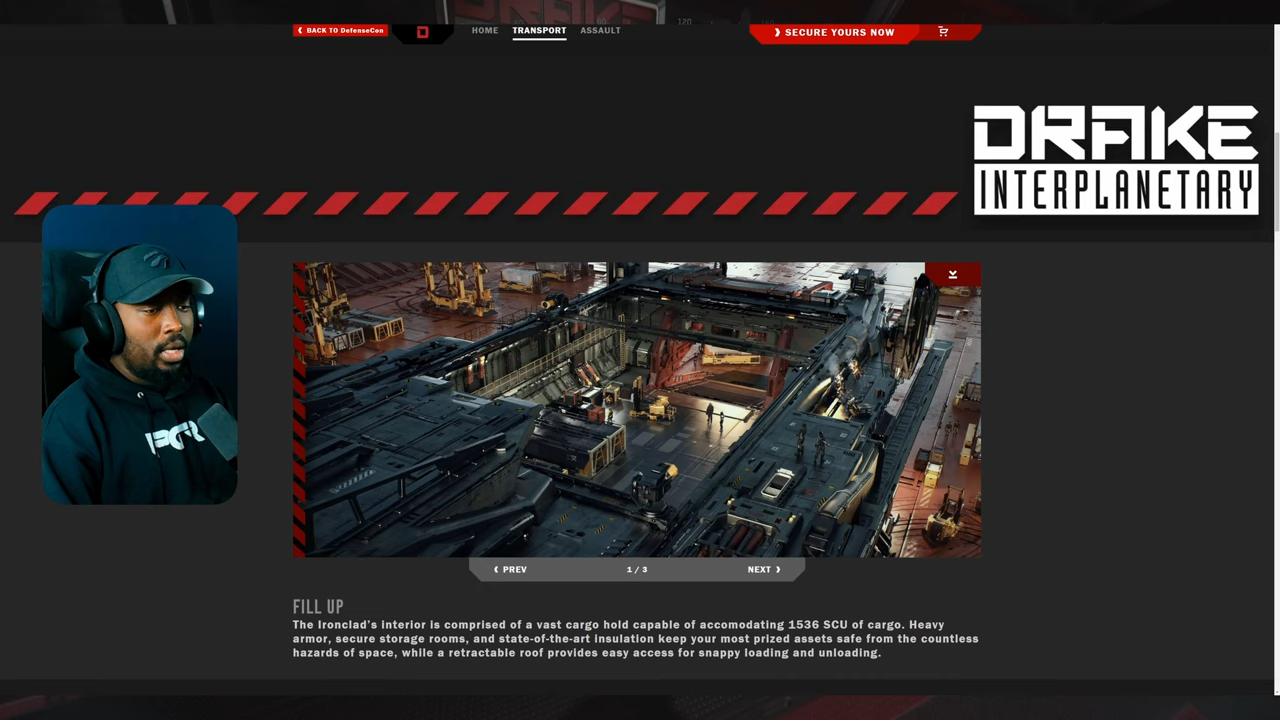 DRAKE
120
BACK TO DefenseCon
D
HOME
TRANSPORT
ASSAULT
SECURE YOURS NOW
DRAKE
INTERPLANETARY
PREV
1 / 3
NEXT
FILL UP
The Ironclad's interior is comprised of a vast cargo hold capable of accomodating 1536 SCU of cargo. Heavy
armor, secure storage rooms, and state-of-the-art insulation keep your most prized assets safe from the countless
hazards of space, while a retractable roof provides easy access for snappy loading and unloading.